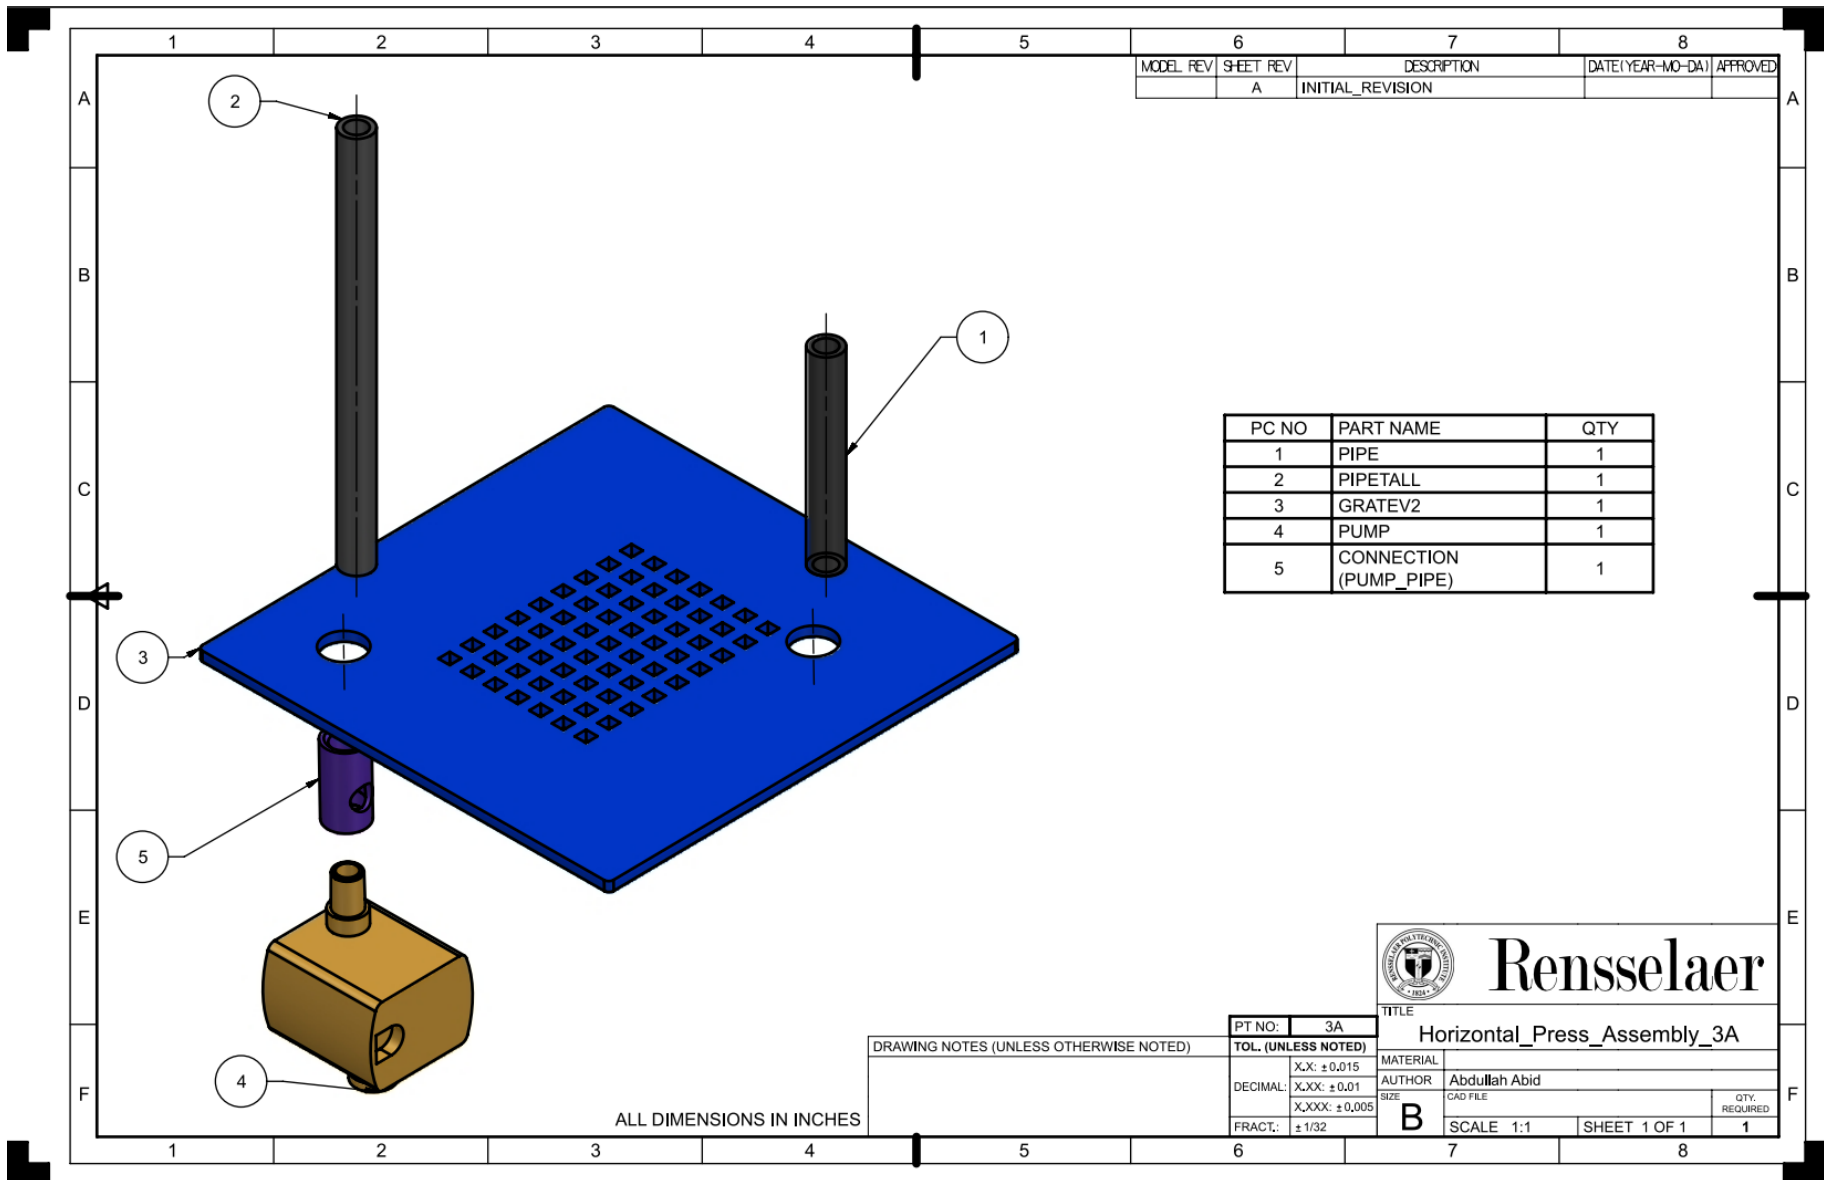 1 2 3 4 5 6 7 8
MODEL REV SHEET REV DESCRIPTION DATE(YEAR-MO-DA) APPROVED
A INITIAL_REVISION
A A
B B
C C
D D
E E
F F
2
1
3
5
4
PC NO PART NAME QTY
1 PIPE 1
2 PIPETALL 1
3 GRATEV2 1
4 PUMP 1
5 CONNECTION 1
(PUMP_PIPE)
RENSSELAER POLYTECHNIC INSTITUTE
1824
Rensselaer
TITLE
Horizontal_Press_Assembly_3A
PT NO: 3A
DRAWING NOTES (UNLESS OTHERWISE NOTED)
TOL. (UNLESS NOTED)
DECIMAL:
X.X: ±0.015
X.XX: ±0.01
X.XXX: ±0.005
FRACT.: ±1/32
MATERIAL
AUTHOR Abdullah Abid
SIZE
B
CAD FILE
QTY.
REQUIRED
SCALE 1:1 SHEET 1 OF 1 1
ALL DIMENSIONS IN INCHES
1 2 3 4 5 6 7 8